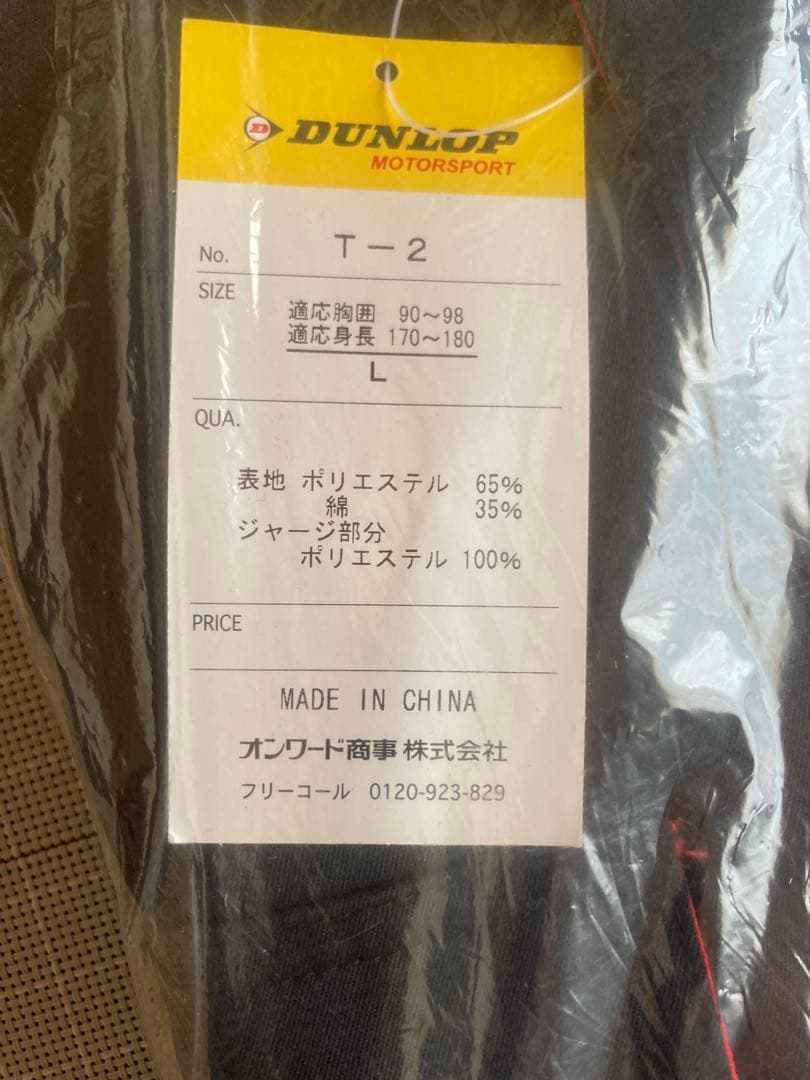 DUNLOP
MOTORSPORT
No. T－2
SIZE
適応胸囲 90～98
適応身長 170～180
L
QUA.
表地 ポリエステル 65%
綿 35%
ジャージ部分
ポリエステル 100%
PRICE
MADE IN CHINA
オンワード商事株式会社
フリーコール 0120-923-829